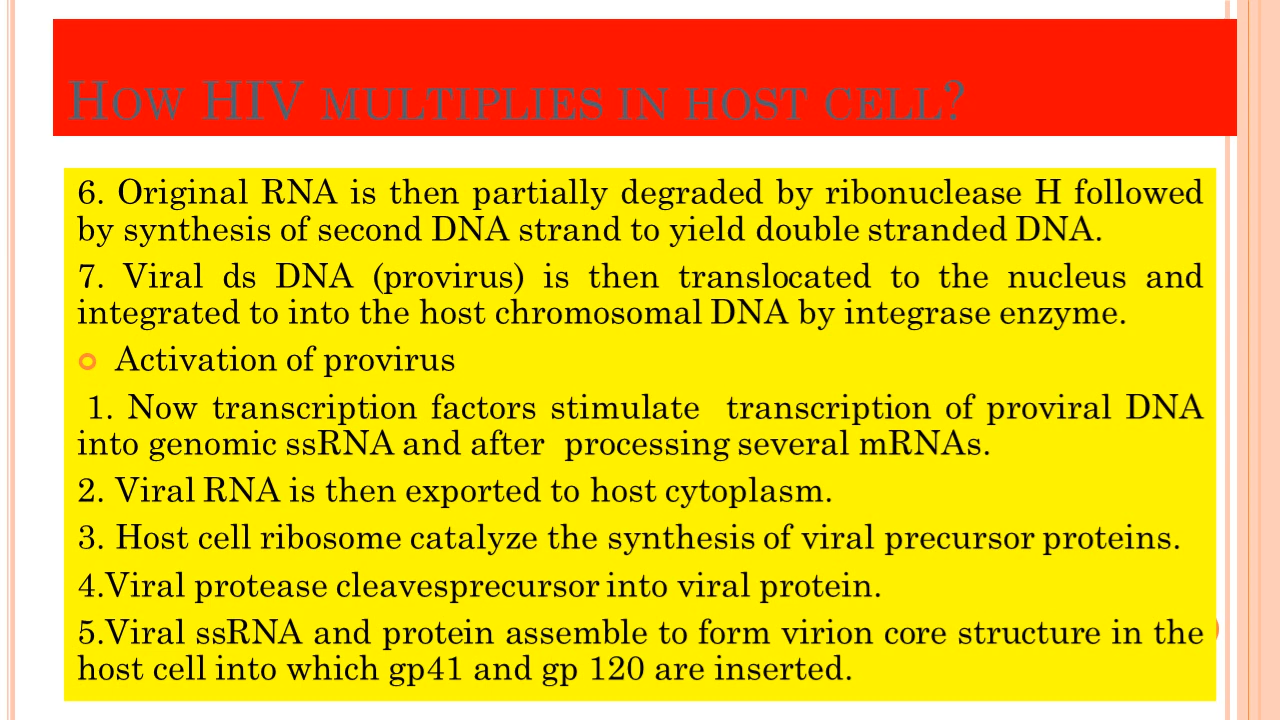 How HIV multiplies in host cell?
6. Original RNA is then partially degraded by ribonuclease H followed
by synthesis of second DNA strand to yield double stranded DNA.
7. Viral ds DNA (provirus) is then translocated to the nucleus and
integrated to into the host chromosomal DNA by integrase enzyme.
Activation of provirus
1. Now transcription factors stimulate transcription of proviral DNA
into genomic ssRNA and after processing several mRNAs.
2. Viral RNA is then exported to host cytoplasm.
3. Host cell ribosome catalyze the synthesis of viral precursor proteins.
4.Viral protease cleavesprecursor into viral protein.
5.Viral ssRNA and protein assemble to form virion core structure in the
host cell into which gp41 and gp 120 are inserted.